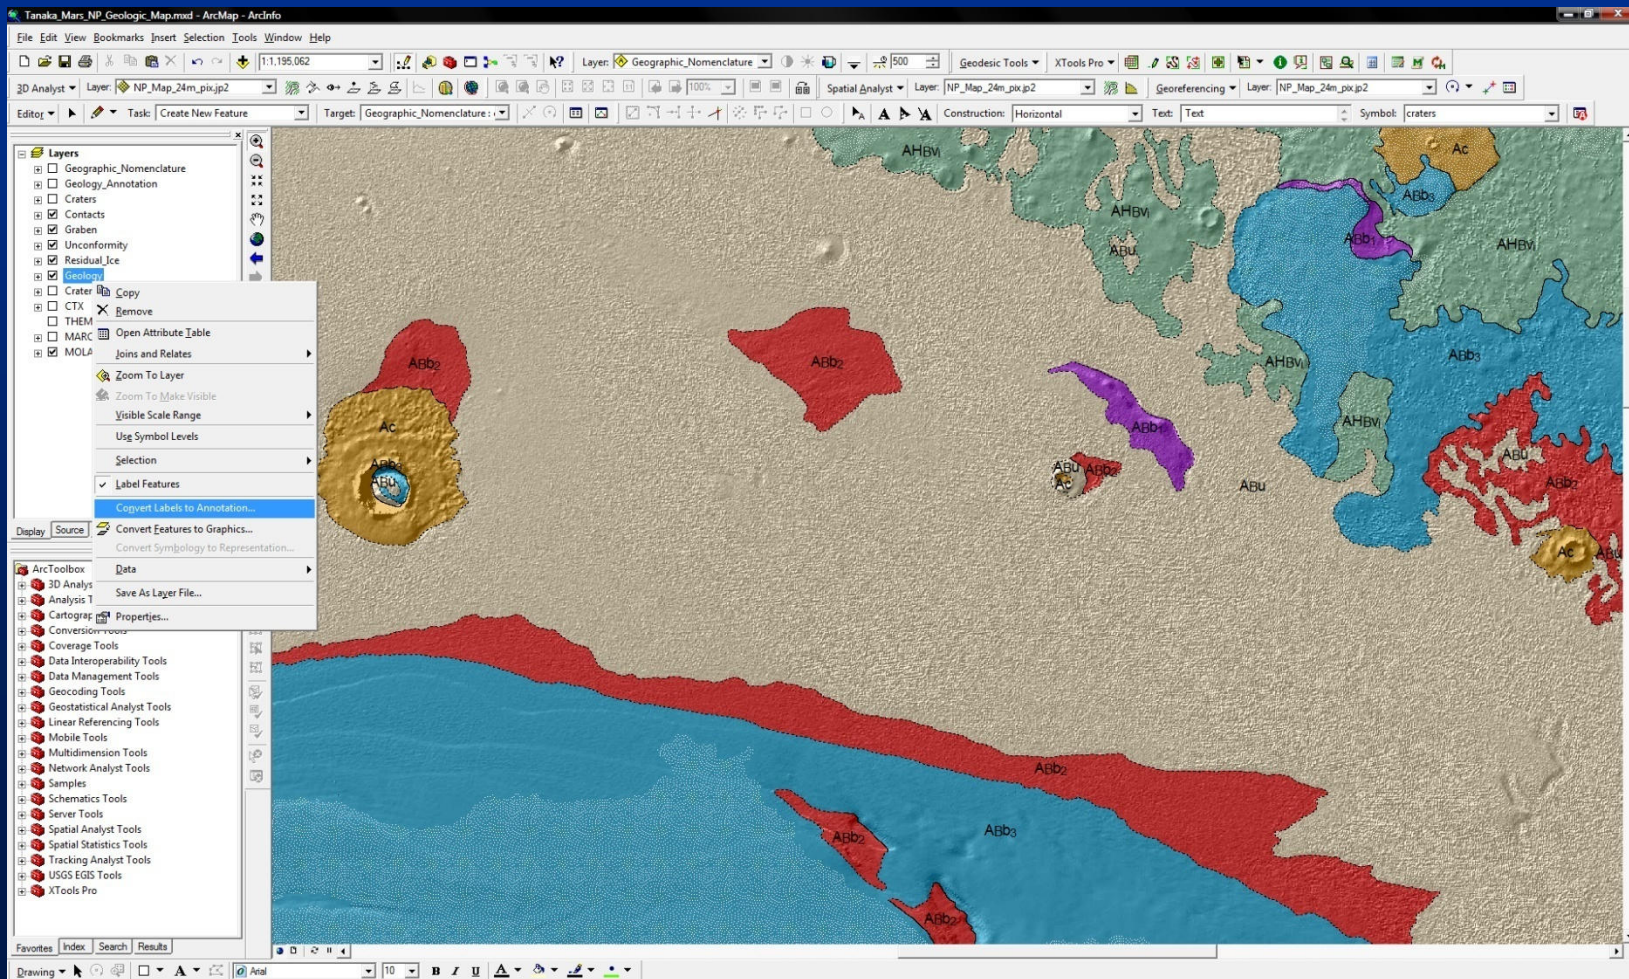 Tanaka_Mars_NP_Geologic_Map.mxd - ArcMap - ArcInfo
File Edit View Bookmarks Insert Selection Tools Window Help
1:1,195,062 Layer: Geographic_Nomenclature 500 Geodesic Tools XTools Pro
3D Analyst Layer: NP_Map_24m_pix.jp2 100% Spatial Analyst Layer: NP_Map_24m_pix.jp2 Georeferencing Layer: NP_Map_24m_pix.jp2
Editor Task: Create New Feature Target: Geographic_Nomenclature : Construction: Horizontal Text: Text Symbol: craters
Layers
Geographic_Nomenclature
Geology_Annotation
Craters
Contacts
Graben
Unconformity
Residual_Ice
Geology
Crater
CTX
THEM
MARC
MOLA
Copy
Remove
Open Attribute Table
Joins and Relates
Zoom To Layer
Zoom To Make Visible
Visible Scale Range
Use Symbol Levels
Selection
Label Features
Convert Labels to Annotation...
Convert Features to Graphics...
Convert Symbology to Representation...
Data
Save As Layer File...
Properties...
Display Source
ArcToolbox
3D Analys
Analysis T
Cartograp
Conversion Tools
Coverage Tools
Data Interoperability Tools
Data Management Tools
Geocoding Tools
Geostatistical Analyst Tools
Linear Referencing Tools
Mobile Tools
Multidimension Tools
Network Analyst Tools
Samples
Schematics Tools
Server Tools
Spatial Analyst Tools
Spatial Statistics Tools
Tracking Analyst Tools
USGS EGIS Tools
XTools Pro
Favorites Index Search Results
Drawing A Arial 10 B I U A
AHBvi
Ac
ABb3
AHBvi
ABb1
AHBvi
ABu
ABb2
ABb2
AHBvi
ABb3
Ac
ABb1
AHBvi
ABb3
ABu
ABu
ABb2
Ac
ABu
ABu
ABb2
Ac
ABu
ABb2
ABb3
ABb2
ABb2